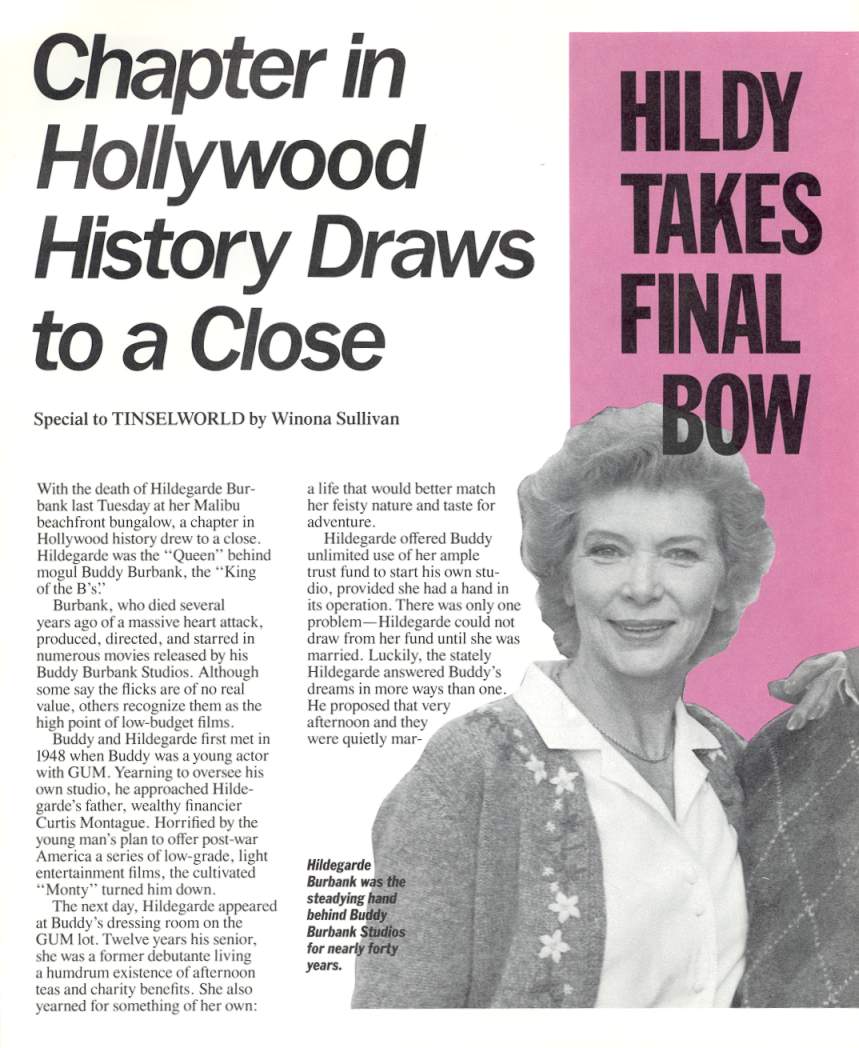 Chapter in
Hollywood
History Draws
to a Close
HILDY
TAKES
FINAL
BOW
Special to TINSELWORLD by Winona Sullivan
With the death of Hildegarde Bur-
bank last Tuesday at her Malibu
beachfront bungalow, a chapter in
Hollywood history drew to a close.
Hildegarde was the “Queen” behind
mogul Buddy Burbank, the “King
of the B’s.”
Burbank, who died several
years ago of a massive heart attack,
produced, directed, and starred in
numerous movies released by his
Buddy Burbank Studios. Although
some say the flicks are of no real
value, others recognize them as the
high point of low-budget films.
Buddy and Hildegarde first met in
1948 when Buddy was a young actor
with GUM. Yearning to oversee his
own studio, he approached Hilde-
garde’s father, wealthy financier
Curtis Montague. Horrified by the
young man’s plan to offer post-war
America a series of low-grade, light
entertainment films, the cultivated
“Monty” turned him down.
The next day, Hildegarde appeared
at Buddy’s dressing room on the
GUM lot. Twelve years his senior,
she was a former debutante living
a humdrum existence of afternoon
teas and charity benefits. She also
yearned for something of her own:
a life that would better match
her feisty nature and taste for
adventure.
Hildegarde offered Buddy
unlimited use of her ample
trust fund to start his own stu-
dio, provided she had a hand in
its operation. There was only one
problem—Hildegarde could not
draw from her fund until she was
married. Luckily, the stately
Hildegarde answered Buddy’s
dreams in more ways than one.
He proposed that very
afternoon and they
were quietly mar-
Hildegarde
Burbank was the
steadying hand
behind Buddy
Burbank Studios
for nearly forty
years.